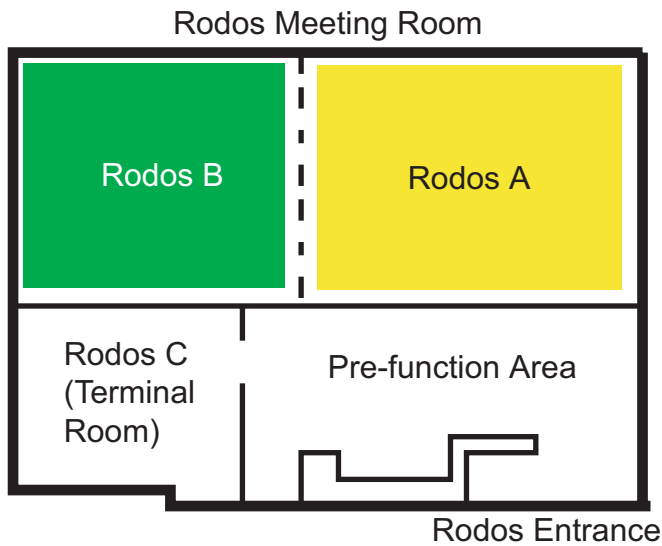 Rodos Meeting Room
Rodos B
Rodos A
Rodos C
(Terminal
Room)
Pre-function Area
Rodos Entrance